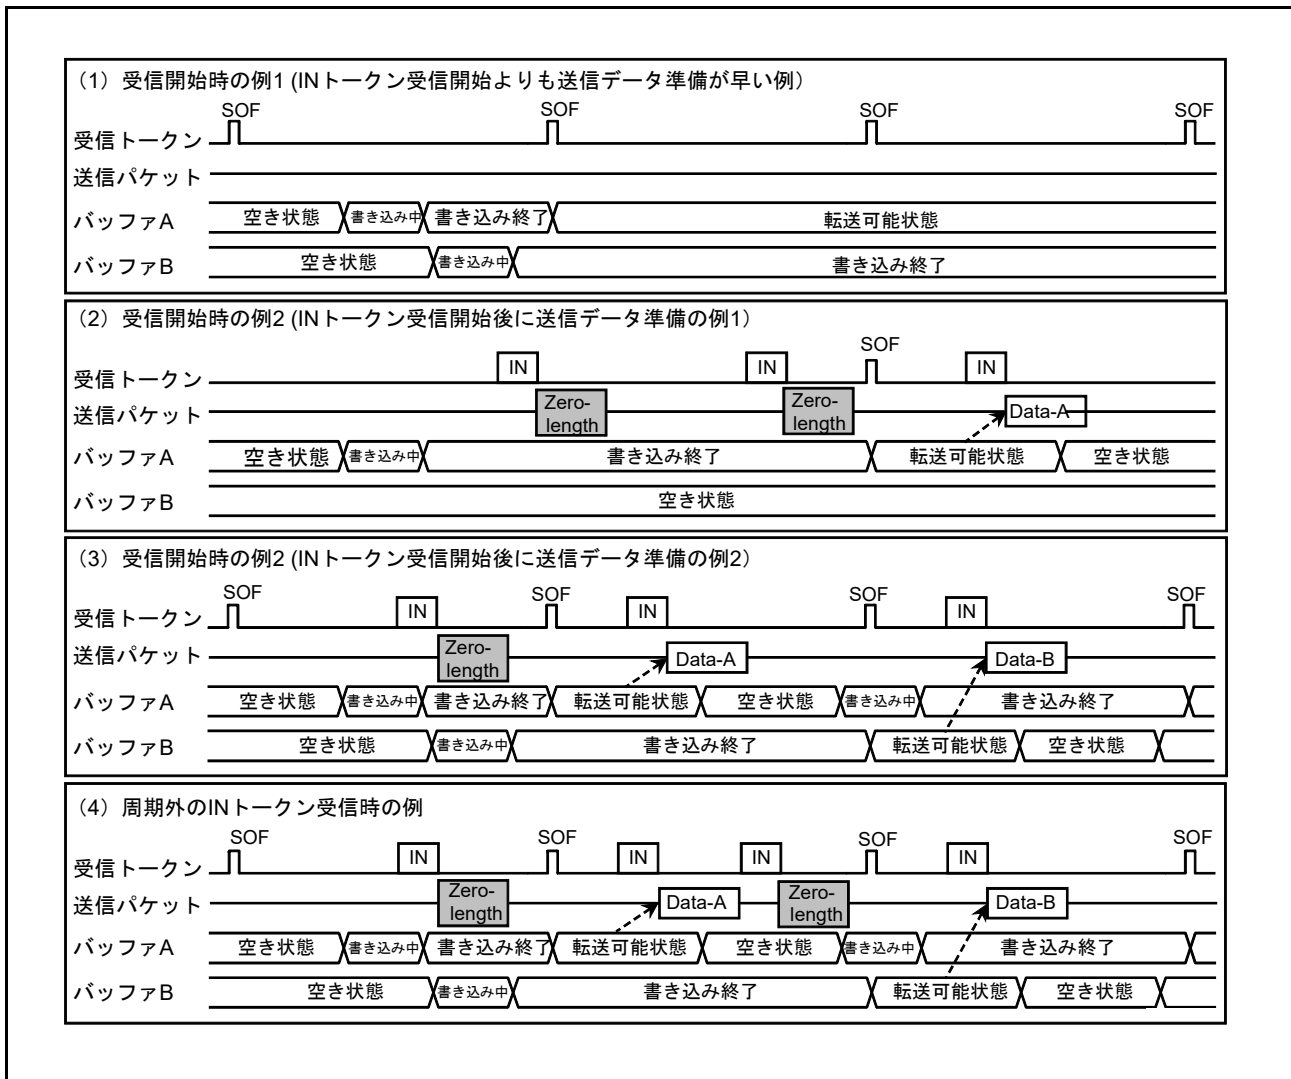 （1）受信開始時の例1 (INトークン受信開始よりも送信データ準備が早い例）
SOF SOF SOF SOF
受信トークン
送信パケット
バッファA 空き状態 書き込み中 書き込み終了 転送可能状態
バッファB 空き状態 書き込み中 書き込み終了
（2）受信開始時の例2 (INトークン受信開始後に送信データ準備の例1）
SOF
受信トークン IN IN IN
送信パケット Zero-length Zero-length Data-A
バッファA 空き状態 書き込み中 書き込み終了 転送可能状態 空き状態
バッファB 空き状態
（3）受信開始時の例2 (INトークン受信開始後に送信データ準備の例2）
SOF SOF SOF SOF
受信トークン IN IN IN
送信パケット Zero-length Data-A Data-B
バッファA 空き状態 書き込み中 書き込み終了 転送可能状態 空き状態 書き込み中 書き込み終了
バッファB 空き状態 書き込み中 書き込み終了 転送可能状態 空き状態
（4）周期外のINトークン受信時の例
SOF SOF SOF SOF
受信トークン IN IN IN IN
送信パケット Zero-length Data-A Zero-length Data-B
バッファA 空き状態 書き込み中 書き込み終了 転送可能状態 空き状態 書き込み中 書き込み終了
バッファB 空き状態 書き込み中 書き込み終了 転送可能状態 空き状態